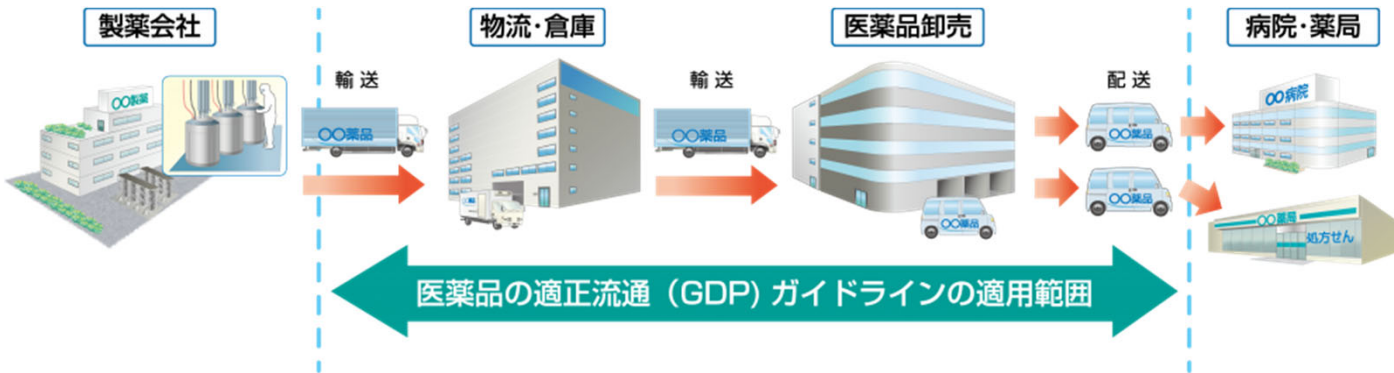 製薬会社
物流・倉庫
医薬品卸売
病院・薬局
輸送
輸送
配送
〇〇製薬
〇〇薬品
〇〇薬品
〇〇薬品
〇〇薬品
〇〇薬品
〇〇病院
〇〇薬局
処方せん
医薬品の適正流通（GDP) ガイドラインの適用範囲